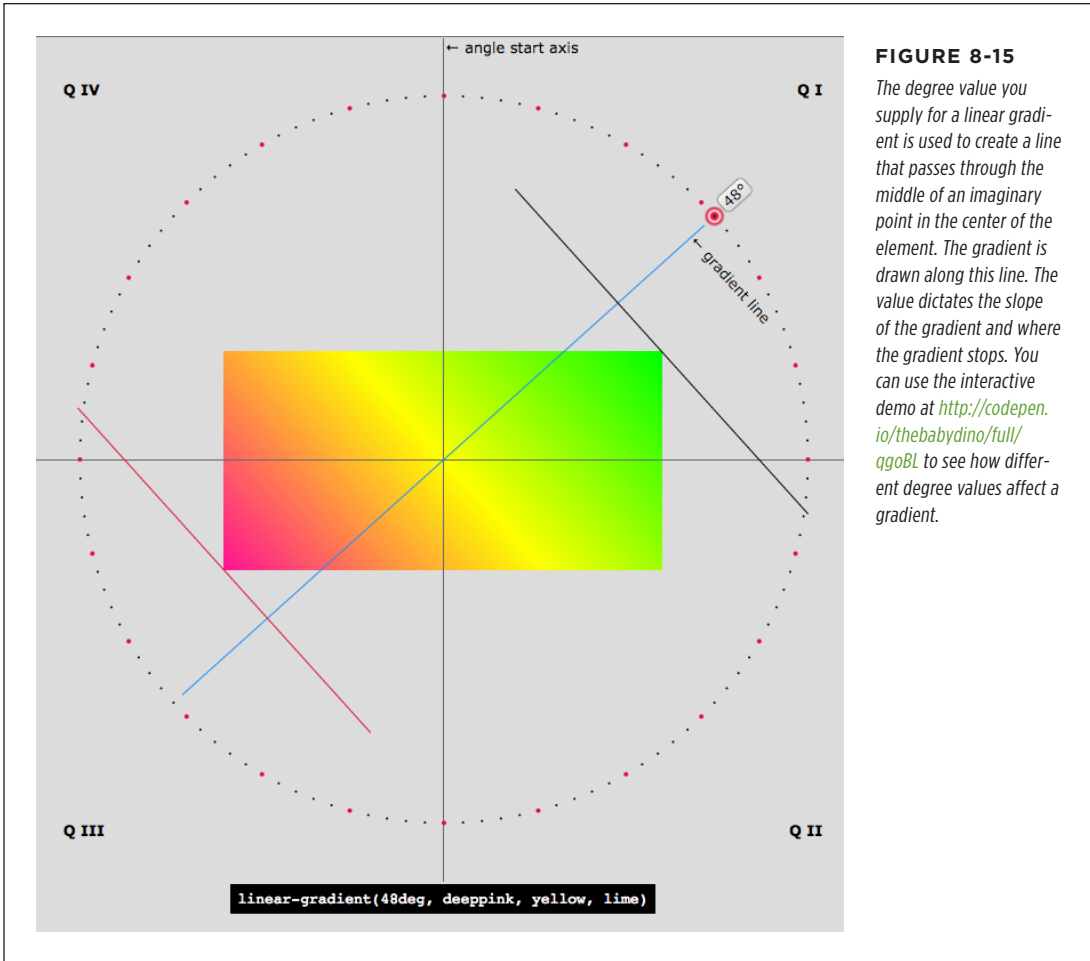 ← angle start axis
Q IV
Q I
48°
← gradient line
Q III
Q II
linear-gradient(48deg, deeppink, yellow, lime)
FIGURE 8-15
The degree value you
supply for a linear gradi-
ent is used to create a line
that passes through the
middle of an imaginary
point in the center of the
element. The gradient is
drawn along this line. The
value dictates the slope
of the gradient and where
the gradient stops. You
can use the interactive
demo at http://codepen.
io/thebabydino/full/
qgoBL to see how differ-
ent degree values affect a
gradient.